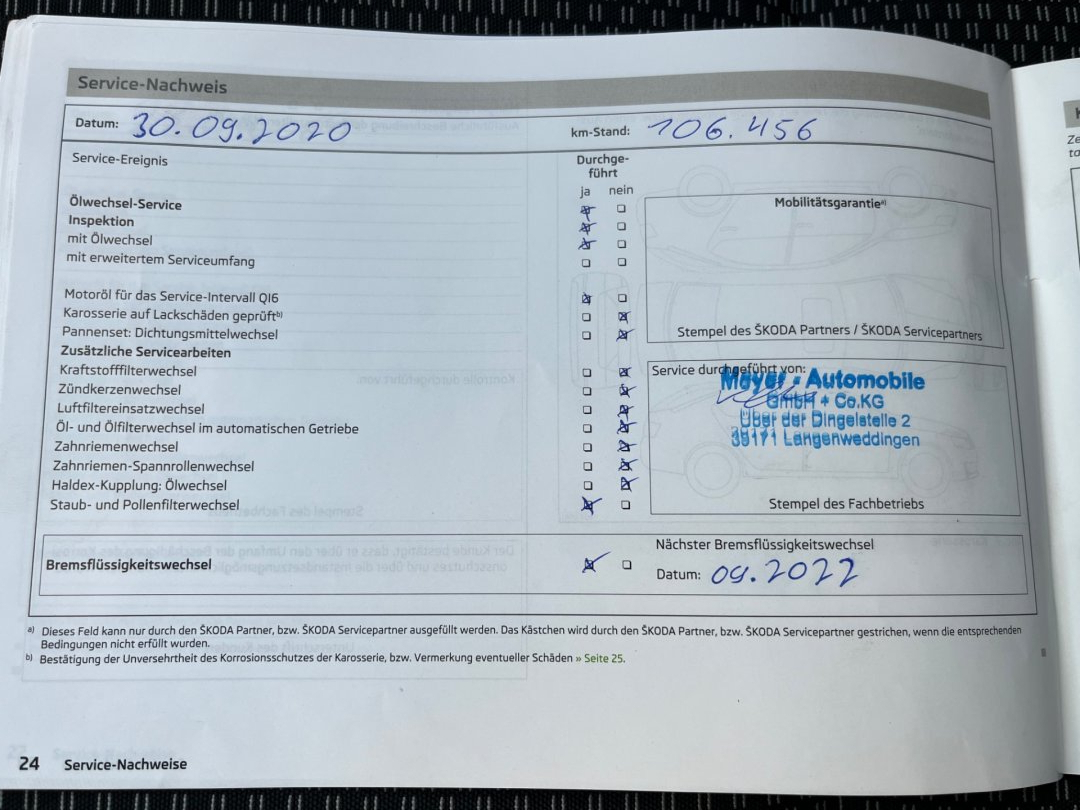 Service-Nachweis
Datum: 30.09.2020 km-Stand: 106.456
Service-Ereignis
Durchge-
führt
ja nein
Ölwechsel-Service
Inspektion
mit Ölwechsel
mit erweitertem Serviceumfang
Motoröl für das Service-Intervall QI6
Karosserie auf Lackschäden geprüft b)
Pannenset: Dichtungsmittelwechsel
Zusätzliche Servicearbeiten
Kraftstofffilterwechsel
Zündkerzenwechsel
Luftfiltereinsatzwechsel
Öl- und Ölfilterwechsel im automatischen Getriebe
Zahnriemenwechsel
Zahnriemen-Spannrollenwechsel
Haldex-Kupplung: Ölwechsel
Staub- und Pollenfilterwechsel
Mobilitätsgarantie a)
Stempel des ŠKODA Partners / ŠKODA Servicepartners
Service durchgeführt von:
Meyer - Automobile
GmbH + Co.KG
Über der Dingelstelle 2
39171 Langenweddingen
Stempel des Fachbetriebs
Bremsflüssigkeitswechsel
Nächster Bremsflüssigkeitswechsel
Datum: 09.2022
a) Dieses Feld kann nur durch den ŠKODA Partner, bzw. ŠKODA Servicepartner ausgefüllt werden. Das Kästchen wird durch den ŠKODA Partner, bzw. ŠKODA Servicepartner gestrichen, wenn die entsprechenden
Bedingungen nicht erfüllt wurden.
b) Bestätigung der Unversehrtheit des Korrosionsschutzes der Karosserie, bzw. Vermerkung eventueller Schäden » Seite 25.
24 Service-Nachweise